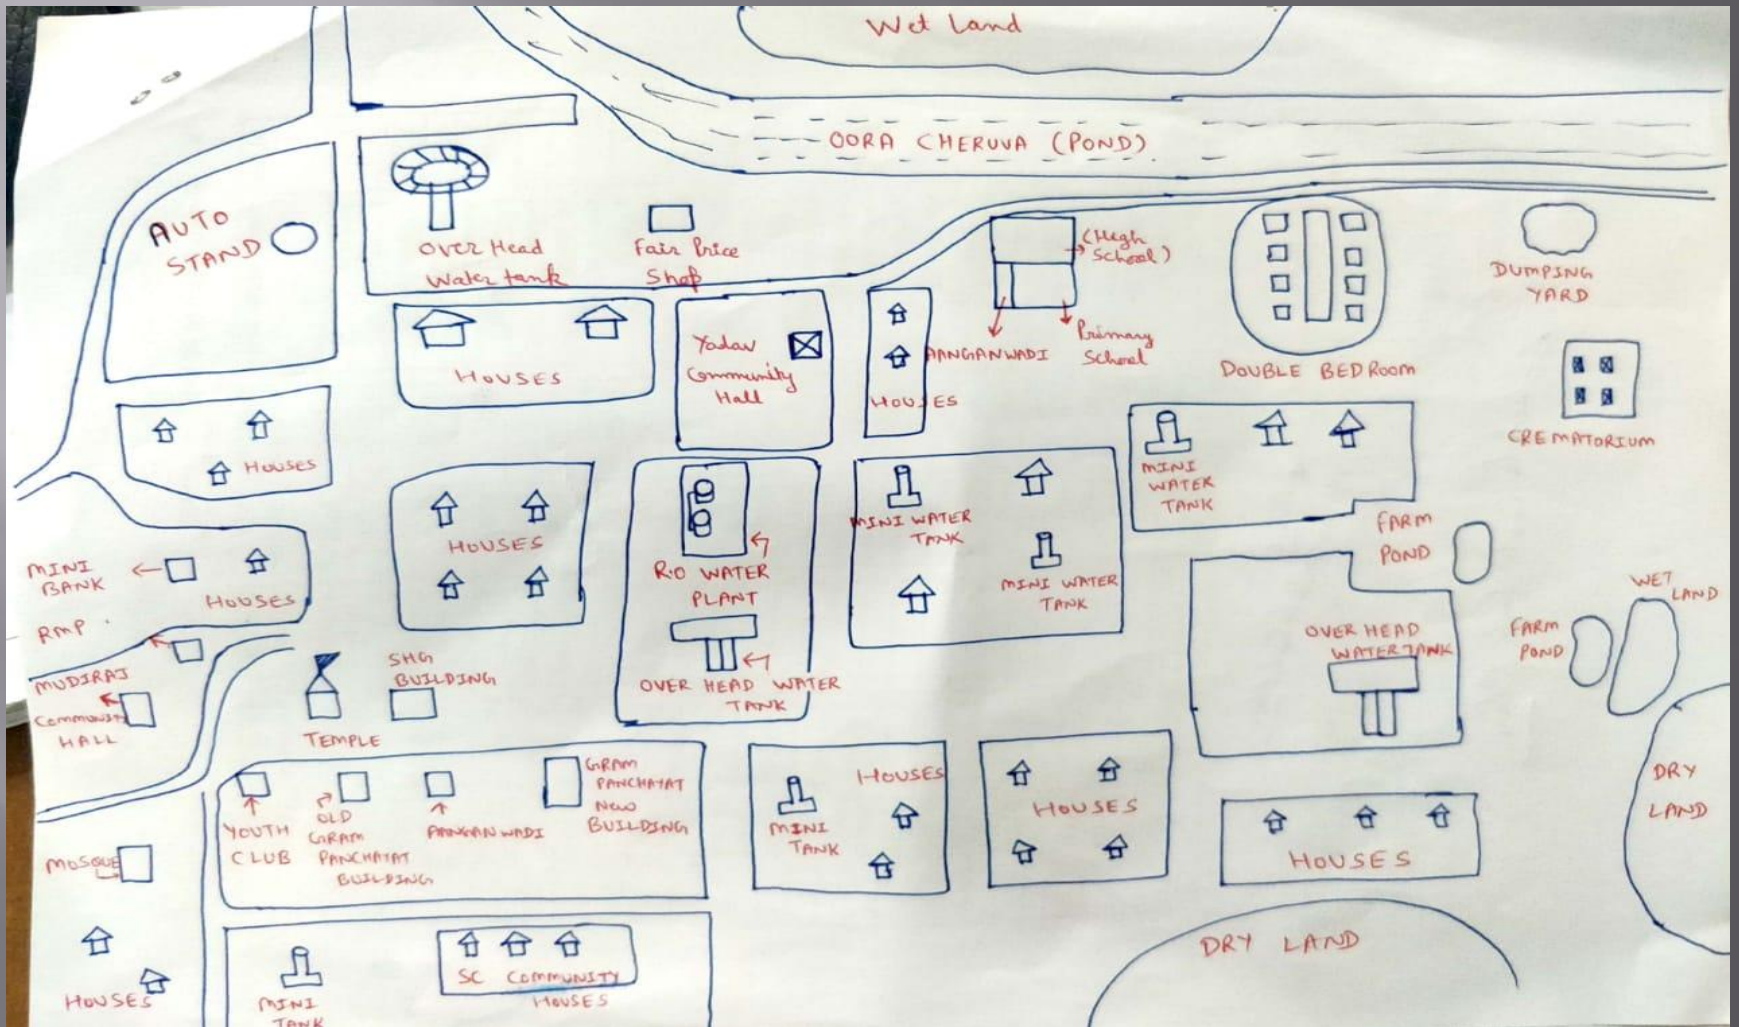 Wet Land
OORA CHERUVA (POND)
AUTO
STAND
Over Head
Water tank
Fair Price
Shop
(High
School)
AANGANWADI
Primary
School
DOUBLE BEDROOM
DUMPING
YARD
HOUSES
Yadav
Community
Hall
HOUSES
CREMATORIUM
HOUSES
MINI
WATER
TANK
HOUSES
R.O WATER
PLANT
MINI WATER
TANK
MINI WATER
TANK
FARM
POND
MINI
BANK
HOUSES
RMP
WET
LAND
FARM
POND
OVER HEAD
WATER TANK
MUDIRAJ
COMMUNITY
HALL
TEMPLE
SHG
BUILDING
OVER HEAD WATER
TANK
YOUTH
CLUB
OLD
GRAM
PANCHAYAT
BUILDING
AANGANWADI
GRAM
PANCHAYAT
New
BUILDING
HOUSES
MINI
TANK
HOUSES
HOUSES
DRY
LAND
MOSQUE
HOUSES
MINI
TANK
SC COMMUNITY
HOUSES
DRY LAND